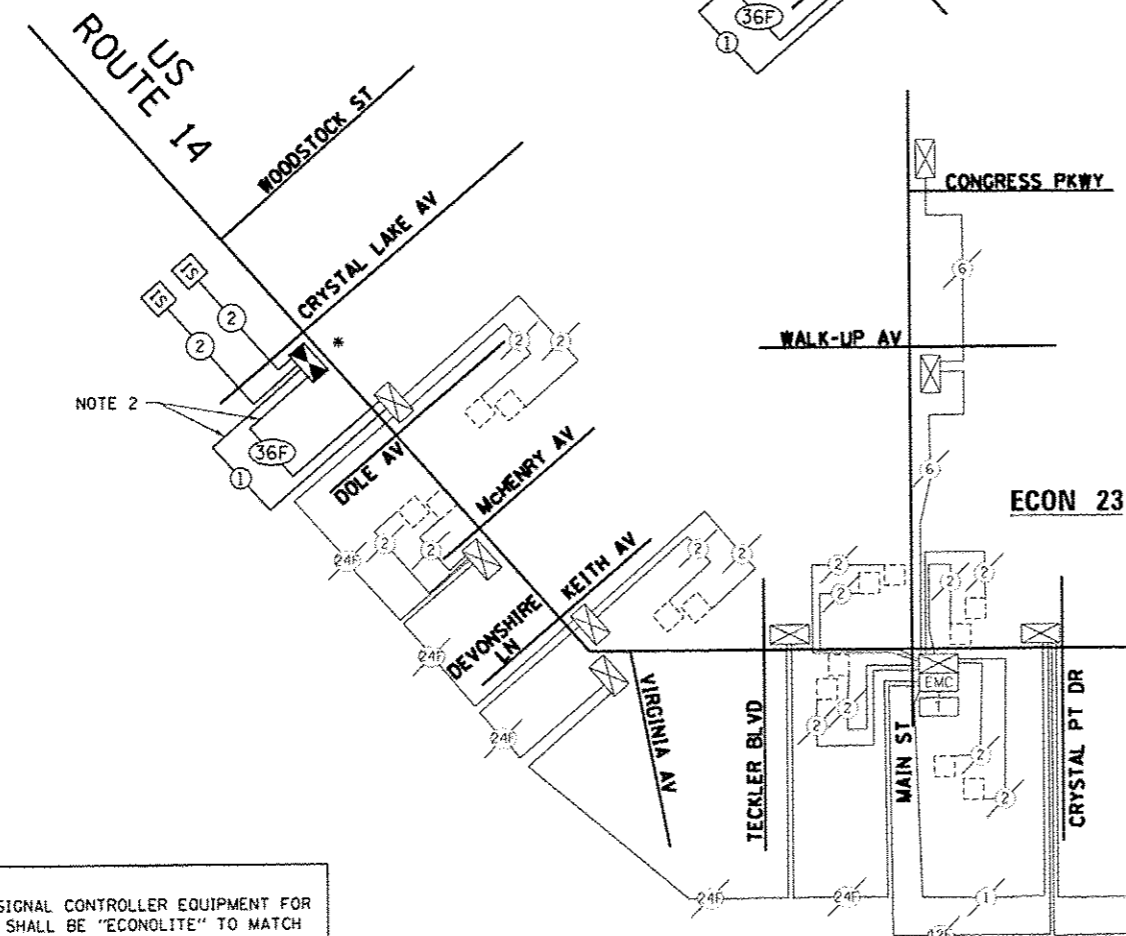 36F
1
US
ROUTE 14
WOODSTOCK ST
CRYSTAL LAKE AV
IS
IS
2
2
*
NOTE 2
36F
1
DOLE AV
2
2
McHENRY AV
24F
2
2
KEITH AV
DEVONSHIRE
LN
2
2
24F
24F
VIRGINIA AV
CONGRESS PKWY
6
WALK-UP AV
6
ECON 23
2
2
2
2
EMC
T
2
2
2
2
TECKLER BLVD
MAIN ST
CRYSTAL PT DR
24F
24F
1
SIGNAL CONTROLLER EQUIPMENT FOR
SHALL BE "ECONOLITE" TO MATCH